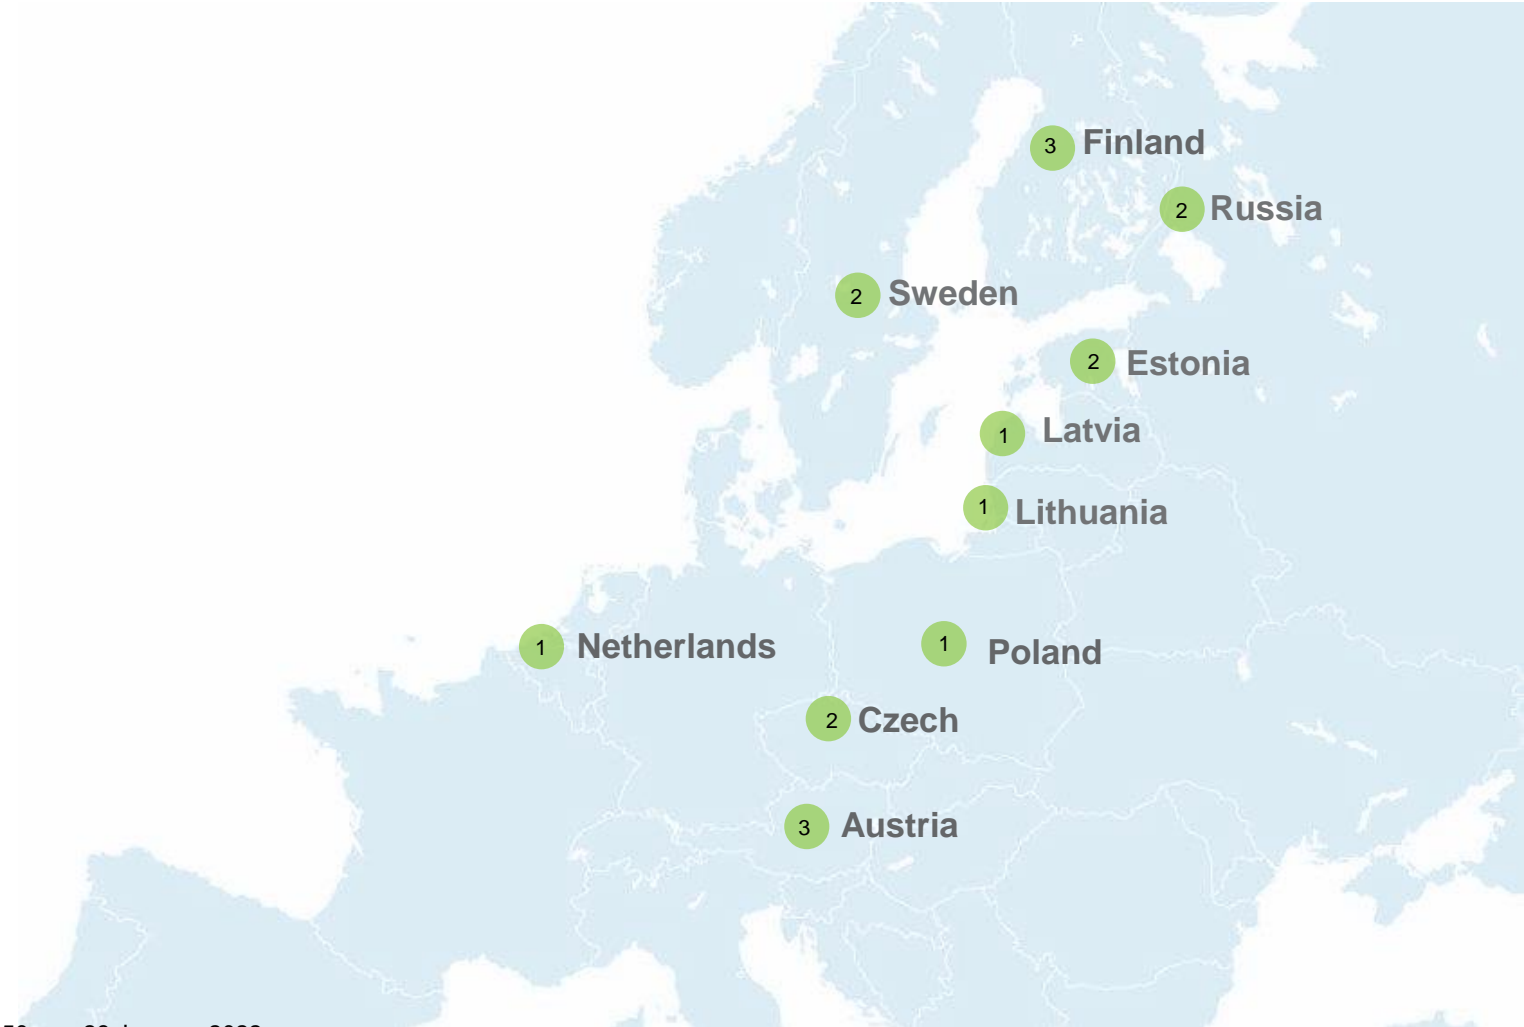 3 Finland
2 Russia
2 Sweden
2 Estonia
1 Latvia
1 Lithuania
1 Netherlands
1 Poland
2 Czech
3 Austria